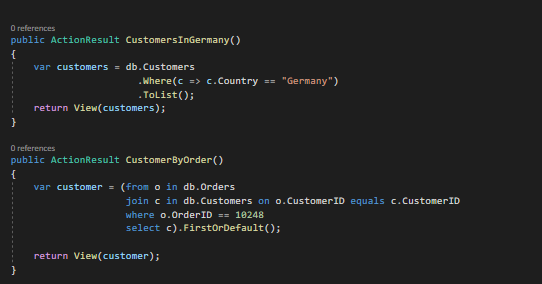 0 references
public ActionResult CustomersInGermany()
{
    var customers = db.Customers
                      .Where(c => c.Country == "Germany")
                      .ToList();
    return View(customers);
}
0 references
public ActionResult CustomerByOrder()
{
    var customer = (from o in db.Orders
                    join c in db.Customers on o.CustomerID equals c.CustomerID
                    where o.OrderID == 10248
                    select c).FirstOrDefault();
    return View(customer);
}